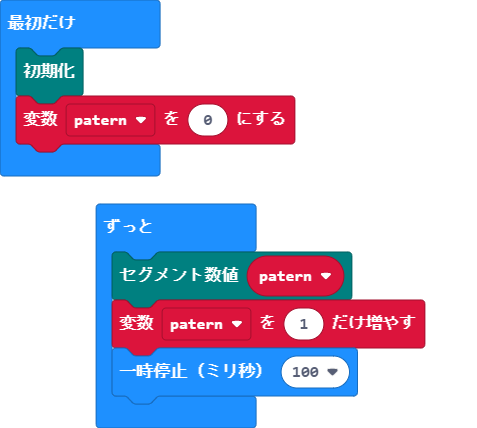 最初だけ
初期化
変数 patern を 0 にする
ずっと
セグメント数値 patern
変数 patern を 1 だけ増やす
一時停止（ミリ秒） 100